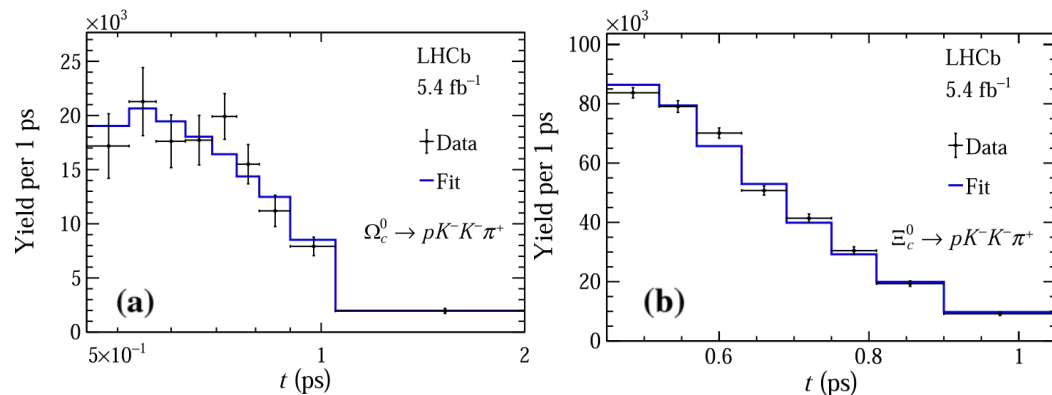 ×10³
25
20
15
10
5
0
Yield per 1 ps
LHCb
5.4 fb⁻¹
Data
Fit
Ω_c⁰ → pK⁻K⁻π⁺
(a)
5×10⁻¹ 1 2
t (ps)
×10³
100
80
60
40
20
0
Yield per 1 ps
LHCb
5.4 fb⁻¹
Data
Fit
Ξ_c⁰ → pK⁻K⁻π⁺
(b)
0.6 0.8 1
t (ps)